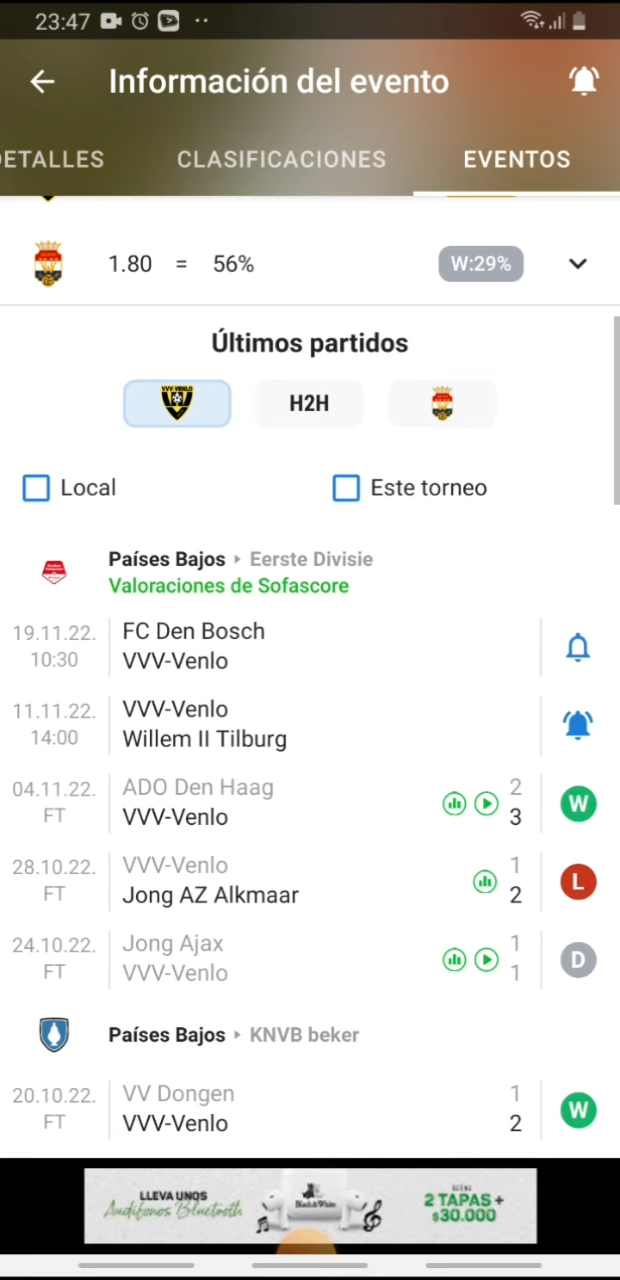 23:47
Información del evento
DETALLES CLASIFICACIONES EVENTOS
1.80 = 56% W:29%
Últimos partidos
VVV-VENLO H2H
Local Este torneo
Países Bajos Eerste Divisie
Valoraciones de Sofascore
19.11.22. FC Den Bosch
10:30 VVV-Venlo
11.11.22. VVV-Venlo
14:00 Willem II Tilburg
04.11.22. ADO Den Haag 2
FT VVV-Venlo 3 W
28.10.22. VVV-Venlo 1
FT Jong AZ Alkmaar 2 L
24.10.22. Jong Ajax 1
FT VVV-Venlo 1 D
Países Bajos KNVB beker
20.10.22. VV Dongen 1
FT VVV-Venlo 2 W
LLEVA UNOS
Audífonos Bluetooth
Black&White
2 TAPAS +
$30.000